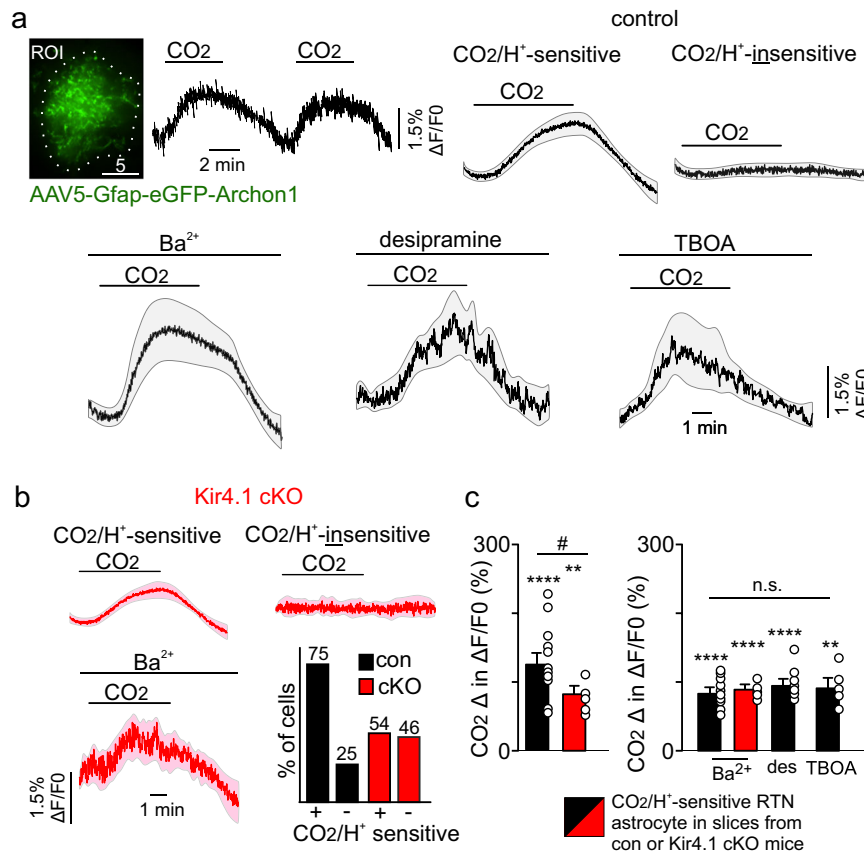 a
control
ROI
CO2 CO2
CO2/H⁺-sensitive CO2/H⁺-insensitive
CO2 CO2
1.5%
ΔF/F0
2 min
5
AAV5-Gfap-eGFP-Archon1
Ba²⁺ desipramine TBOA
CO2 CO2 CO2
1.5%
ΔF/F0
1 min
b
Kir4.1 cKO
CO2/H⁺-sensitive CO2/H⁺-insensitive
CO2 CO2
Ba²⁺
CO2
1.5%
ΔF/F0
1 min
% of cells
75
25
54
46
con
cKO
+ - + -
CO2/H⁺ sensitive
c
CO2 Δ in ΔF/F0 (%)
300
0
#
****
**
CO2 Δ in ΔF/F0 (%)
300
0
n.s.
**** **** **** **
Ba²⁺ des TBOA
CO2/H⁺-sensitive RTN
astrocyte in slices from
con or Kir4.1 cKO mice